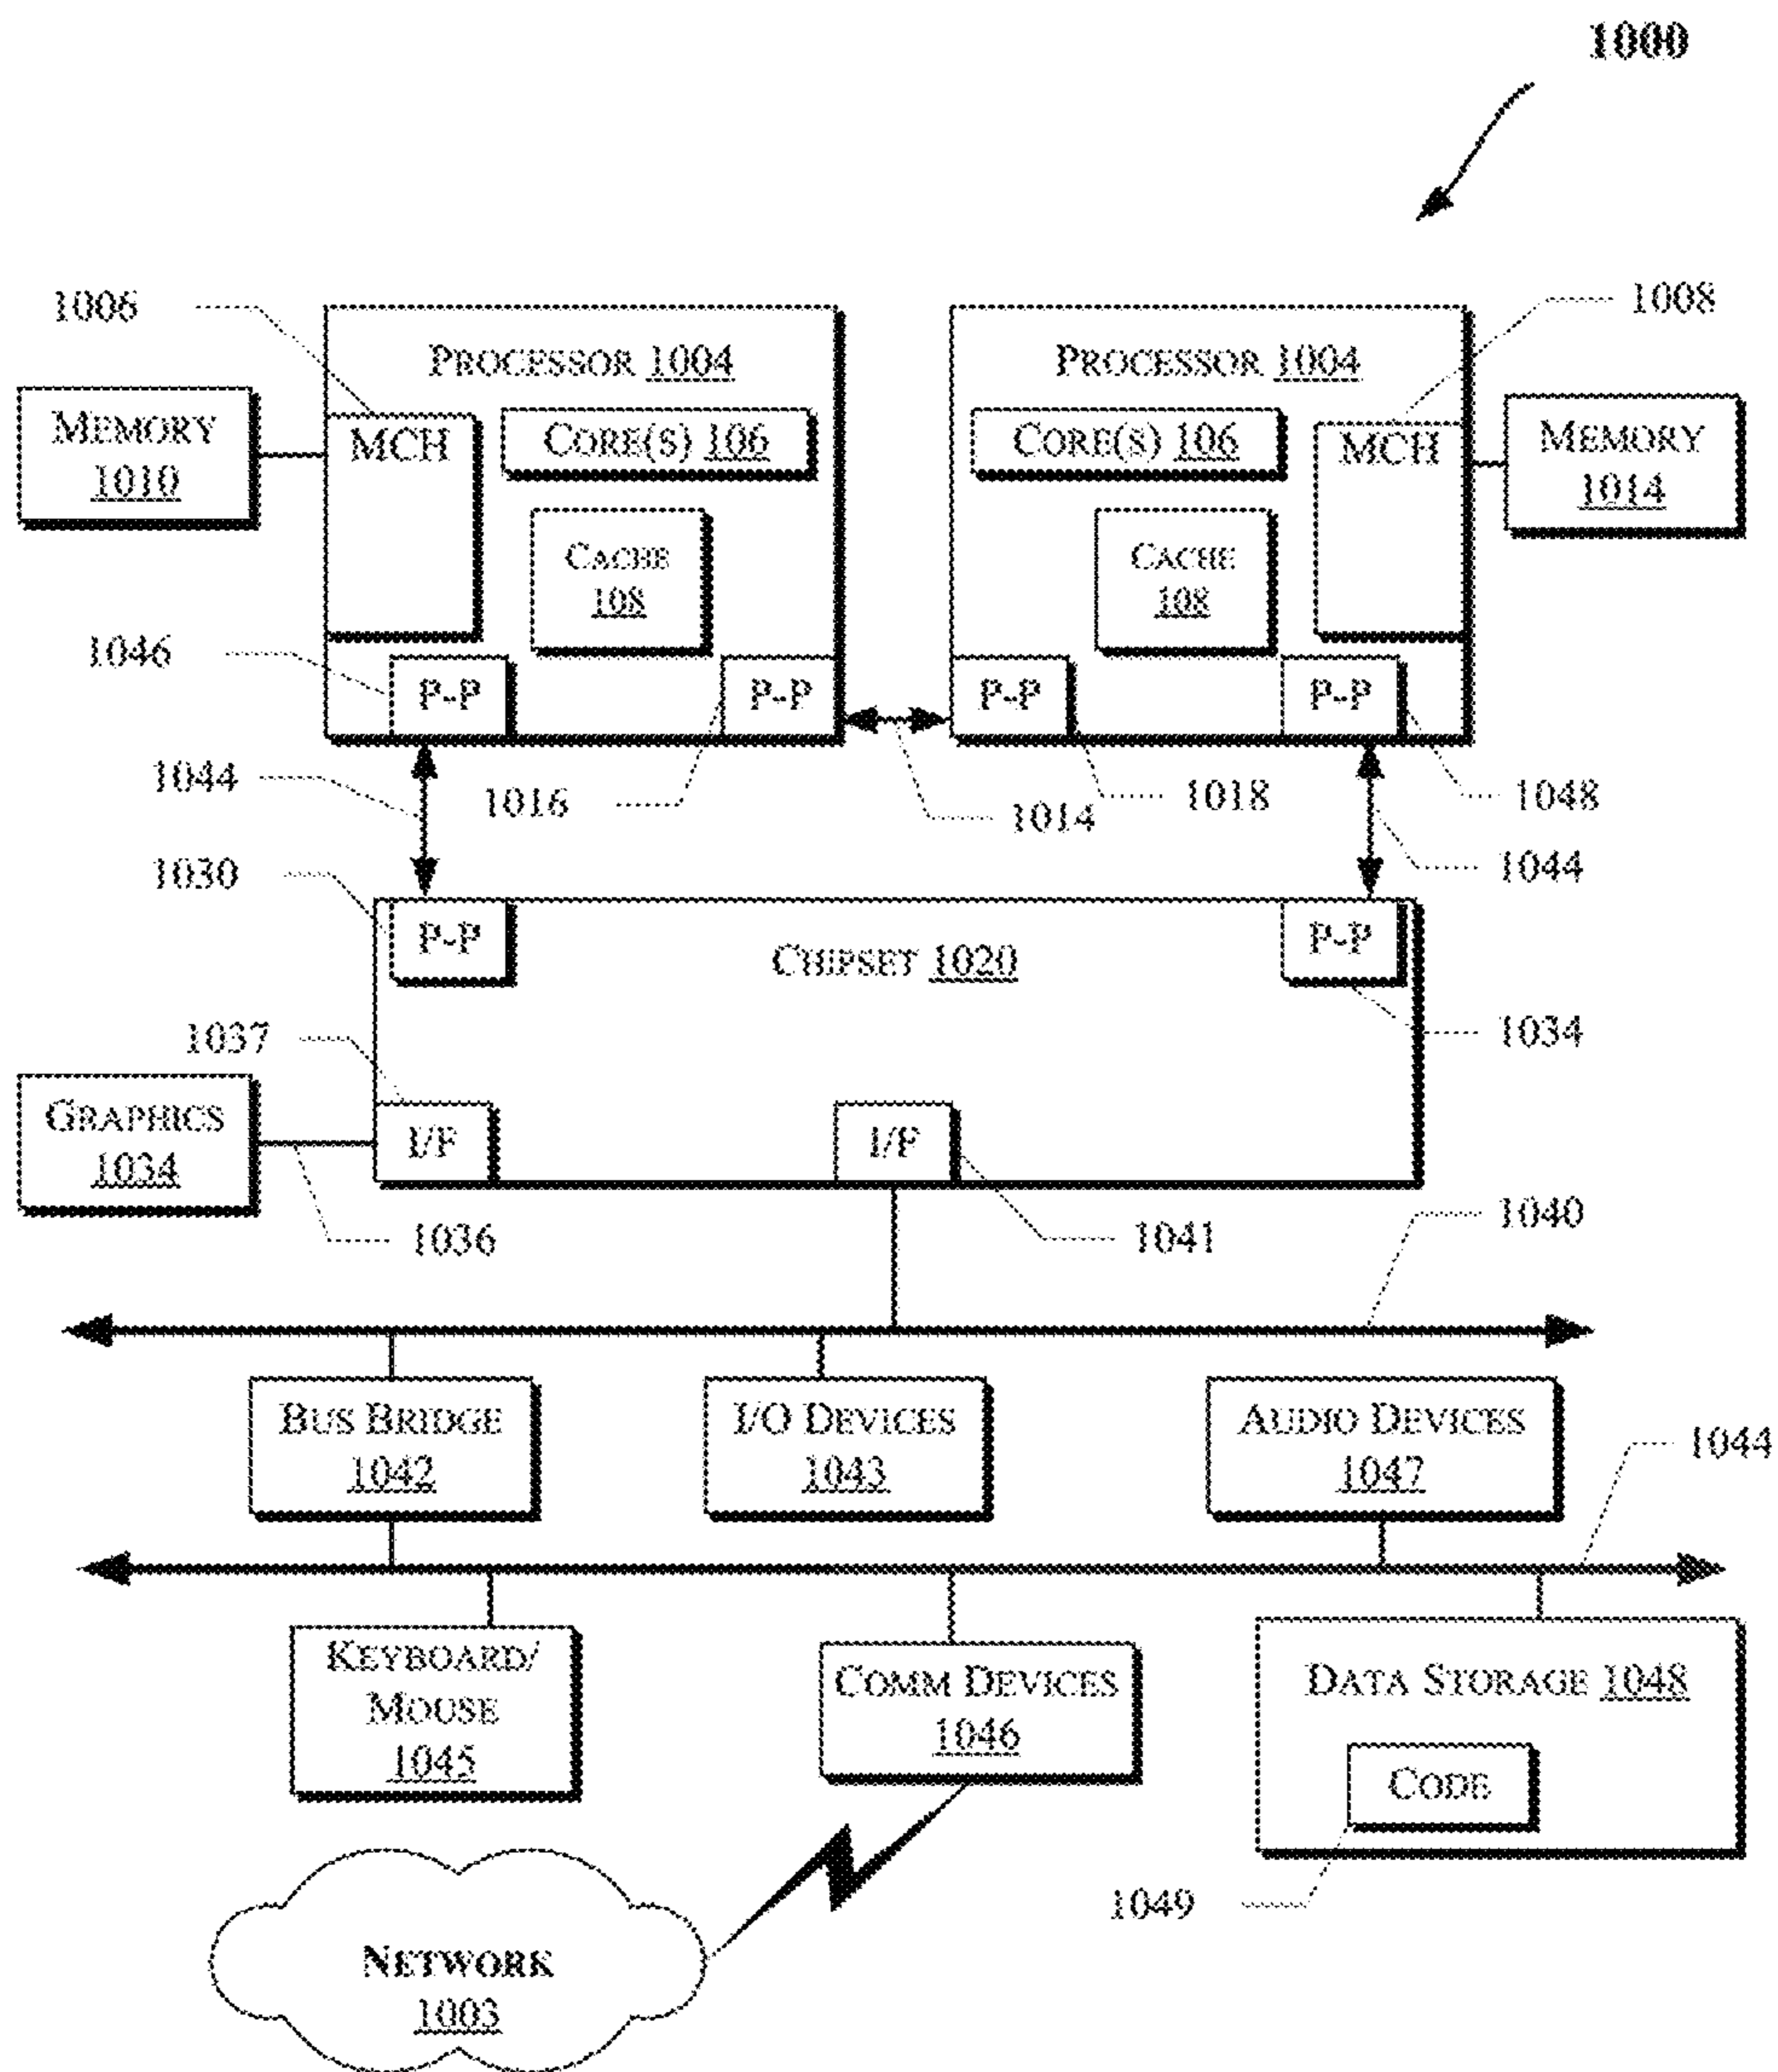 1000
1006
1008
PROCESSOR 1004
PROCESSOR 1004
MEMORY
1010
MCH
CORE(S) 106
CORE(S) 106
MCH
MEMORY
1014
CACHE
108
CACHE
108
1046
P-P
P-P
P-P
P-P
1044
1016
1014
1018
1048
1044
1030
P-P
CHIPSET 1020
P-P
1034
1037
GRAPHICS
1034
I/F
I/F
1036
1041
1040
BUS BRIDGE
1042
I/O DEVICES
1043
AUDIO DEVICES
1047
1044
KEYBOARD/
MOUSE
1045
COMM DEVICES
1046
DATA STORAGE 1048
CODE
1049
NETWORK
1003